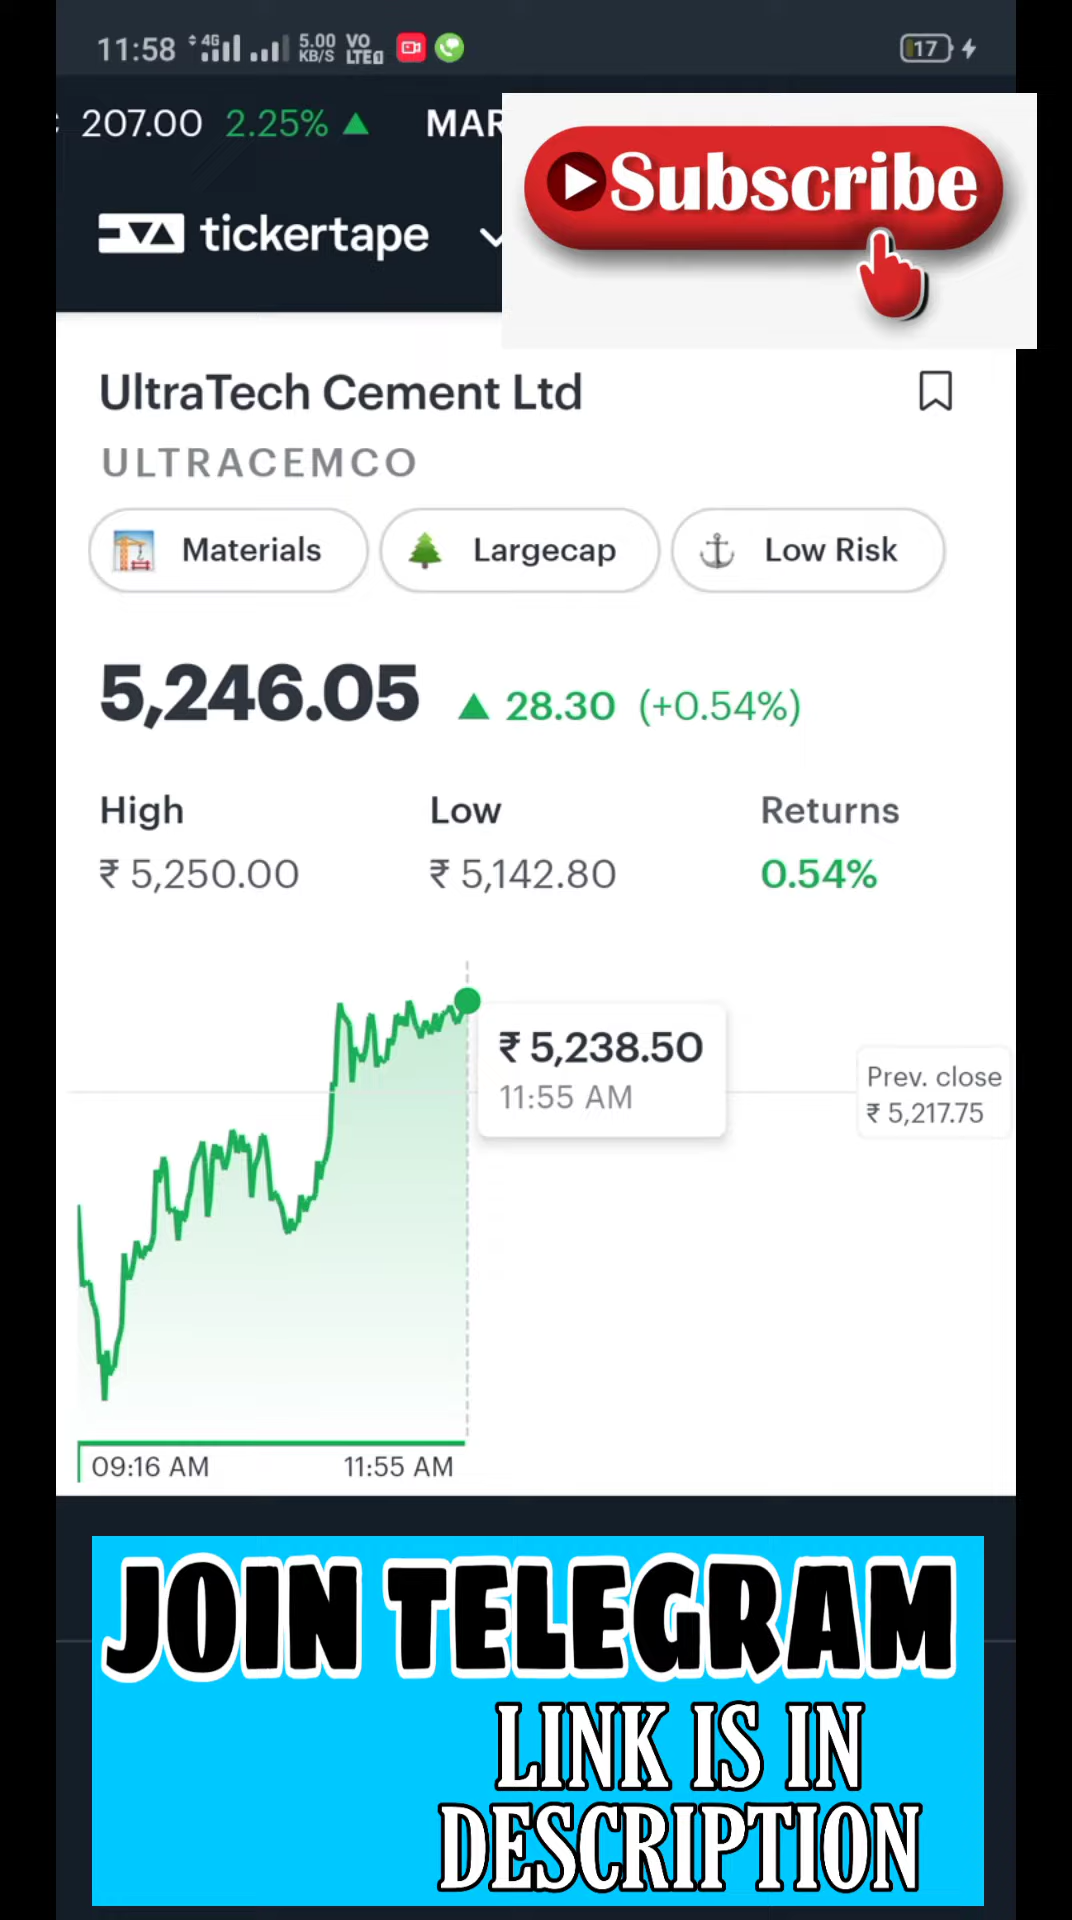 11:58 4G 5.00 KB/S VO LTE 17
207.00 2.25% ▲ MAR
Subscribe
tickertape
UltraTech Cement Ltd
ULTRACEMCO
Materials Largecap Low Risk
5,246.05 ▲ 28.30 (+0.54%)
High Low Returns
₹ 5,250.00 ₹ 5,142.80 0.54%
₹ 5,238.50
11:55 AM
Prev. close
₹ 5,217.75
09:16 AM 11:55 AM
JOIN TELEGRAM
LINK IS IN
DESCRIPTION